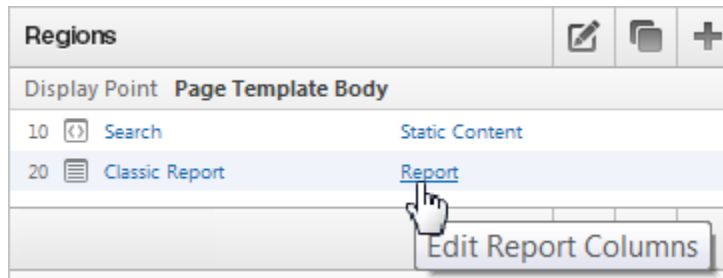 Regions
Display Point Page Template Body
10 Search Static Content
20 Classic Report Report
Edit Report Columns